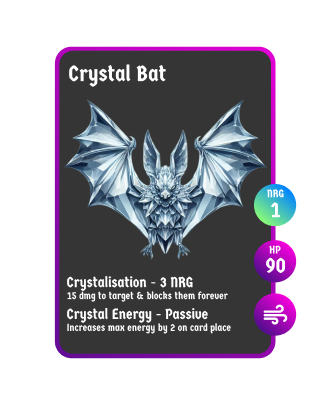 Crystal Bat
NRG
1
HP
90
Crystalisation - 3 NRG
15 dmg to target & blocks them forever
Crystal Energy - Passive
Increases max energy by 2 on card place